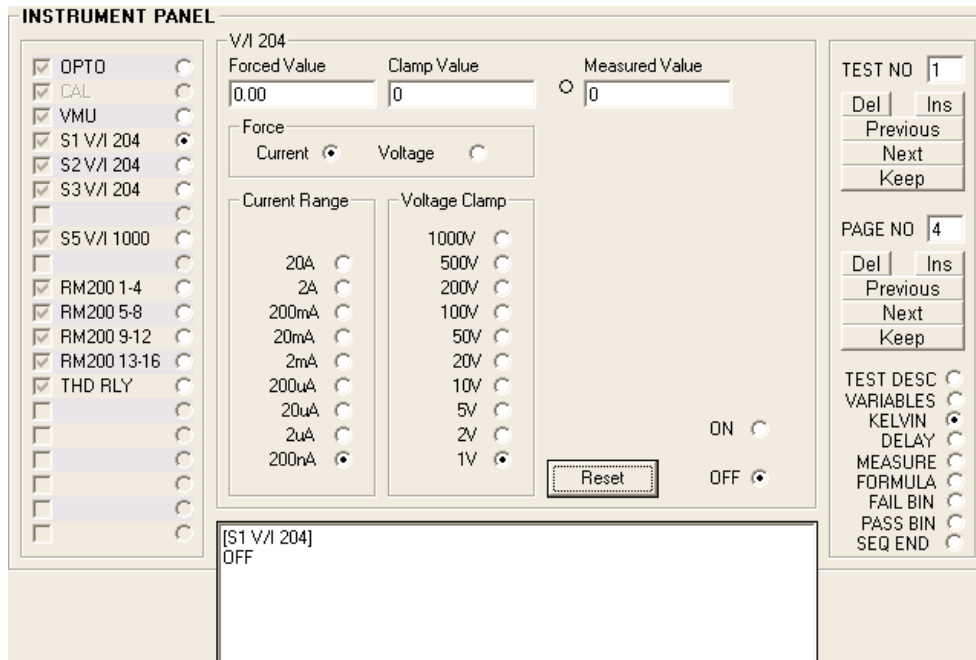 INSTRUMENT PANEL
OPTO
CAL
VMU
S1 V/I 204
S2 V/I 204
S3 V/I 204
S5 V/I 1000
RM200 1-4
RM200 5-8
RM200 9-12
RM200 13-16
THD RLY
V/I 204
Forced Value
Clamp Value
Measured Value
0.00
0
0
Force
Current
Voltage
Current Range
20A
2A
200mA
20mA
2mA
200uA
20uA
2uA
200nA
Voltage Clamp
1000V
500V
200V
100V
50V
20V
10V
5V
2V
1V
ON
Reset
OFF
[S1 V/I 204]
OFF
TEST NO 1
Del Ins
Previous
Next
Keep
PAGE NO 4
Del Ins
Previous
Next
Keep
TEST DESC
VARIABLES
KELVIN
DELAY
MEASURE
FORMULA
FAIL BIN
PASS BIN
SEQ END